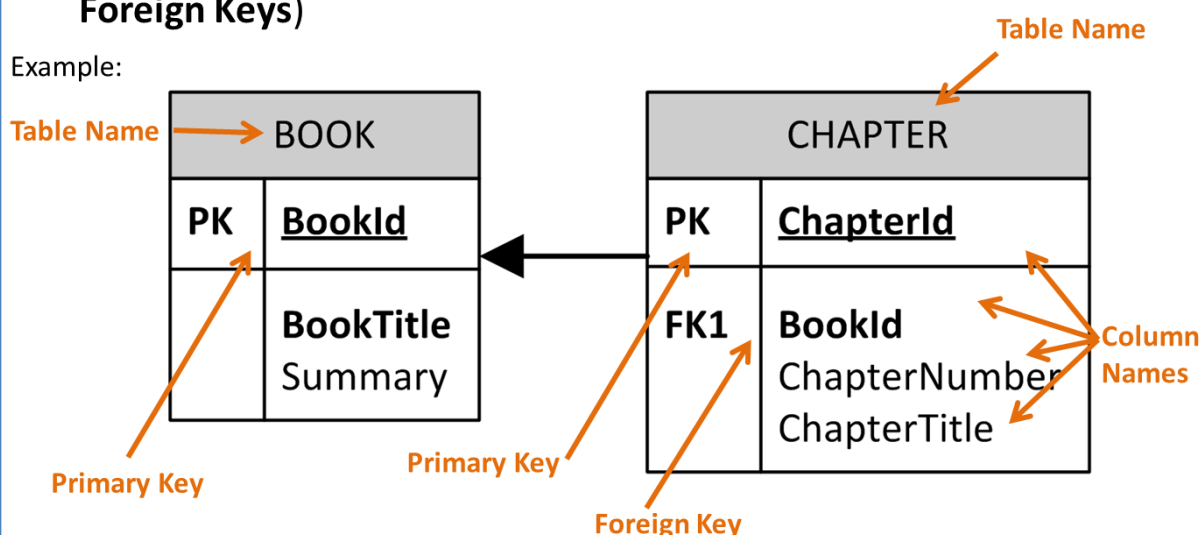 Foreign Keys)
Table Name
Example:
Table Name
BOOK
CHAPTER
PK
BookId
PK
ChapterId
BookTitle
Summary
FK1
BookId
ChapterNumber
ChapterTitle
Column
Names
Primary Key
Primary Key
Foreign Key